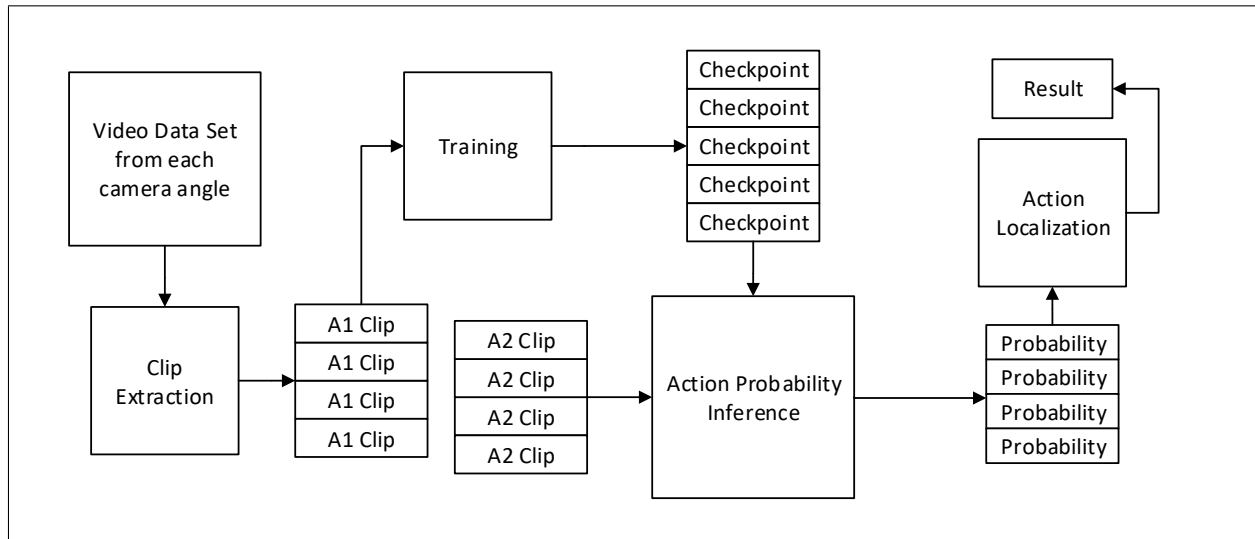 Video Data Set
from each
camera angle
Clip
Extraction
A1 Clip
A1 Clip
A1 Clip
A1 Clip
Training
Checkpoint
Checkpoint
Checkpoint
Checkpoint
Checkpoint
A2 Clip
A2 Clip
A2 Clip
A2 Clip
Action Probability
Inference
Probability
Probability
Probability
Probability
Action
Localization
Result